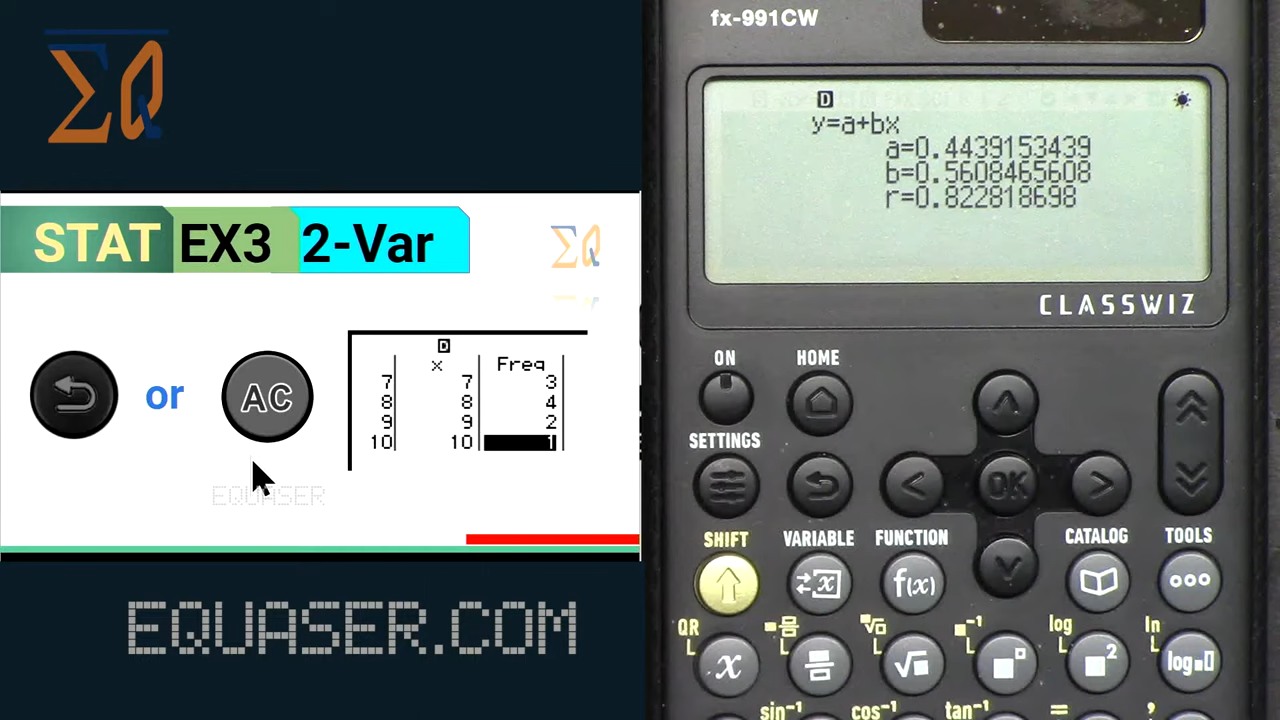 ΣQ
STAT EX3 2-Var
ΣQ
or
AC
D
x Freq
7 7 3
8 8 4
9 9 2
10 10 1
EQUASER
EQUASER.COM
fx-991CW
D
y=a+bx
a=0.4439153439
b=0.5608465608
r=0.822818698
CLASSWIZ
ON HOME
SETTINGS
OK
SHIFT VARIABLE FUNCTION CATALOG TOOLS
x f(x)
QR log ln
x log
sin⁻¹ cos⁻¹ tan⁻¹ = ,